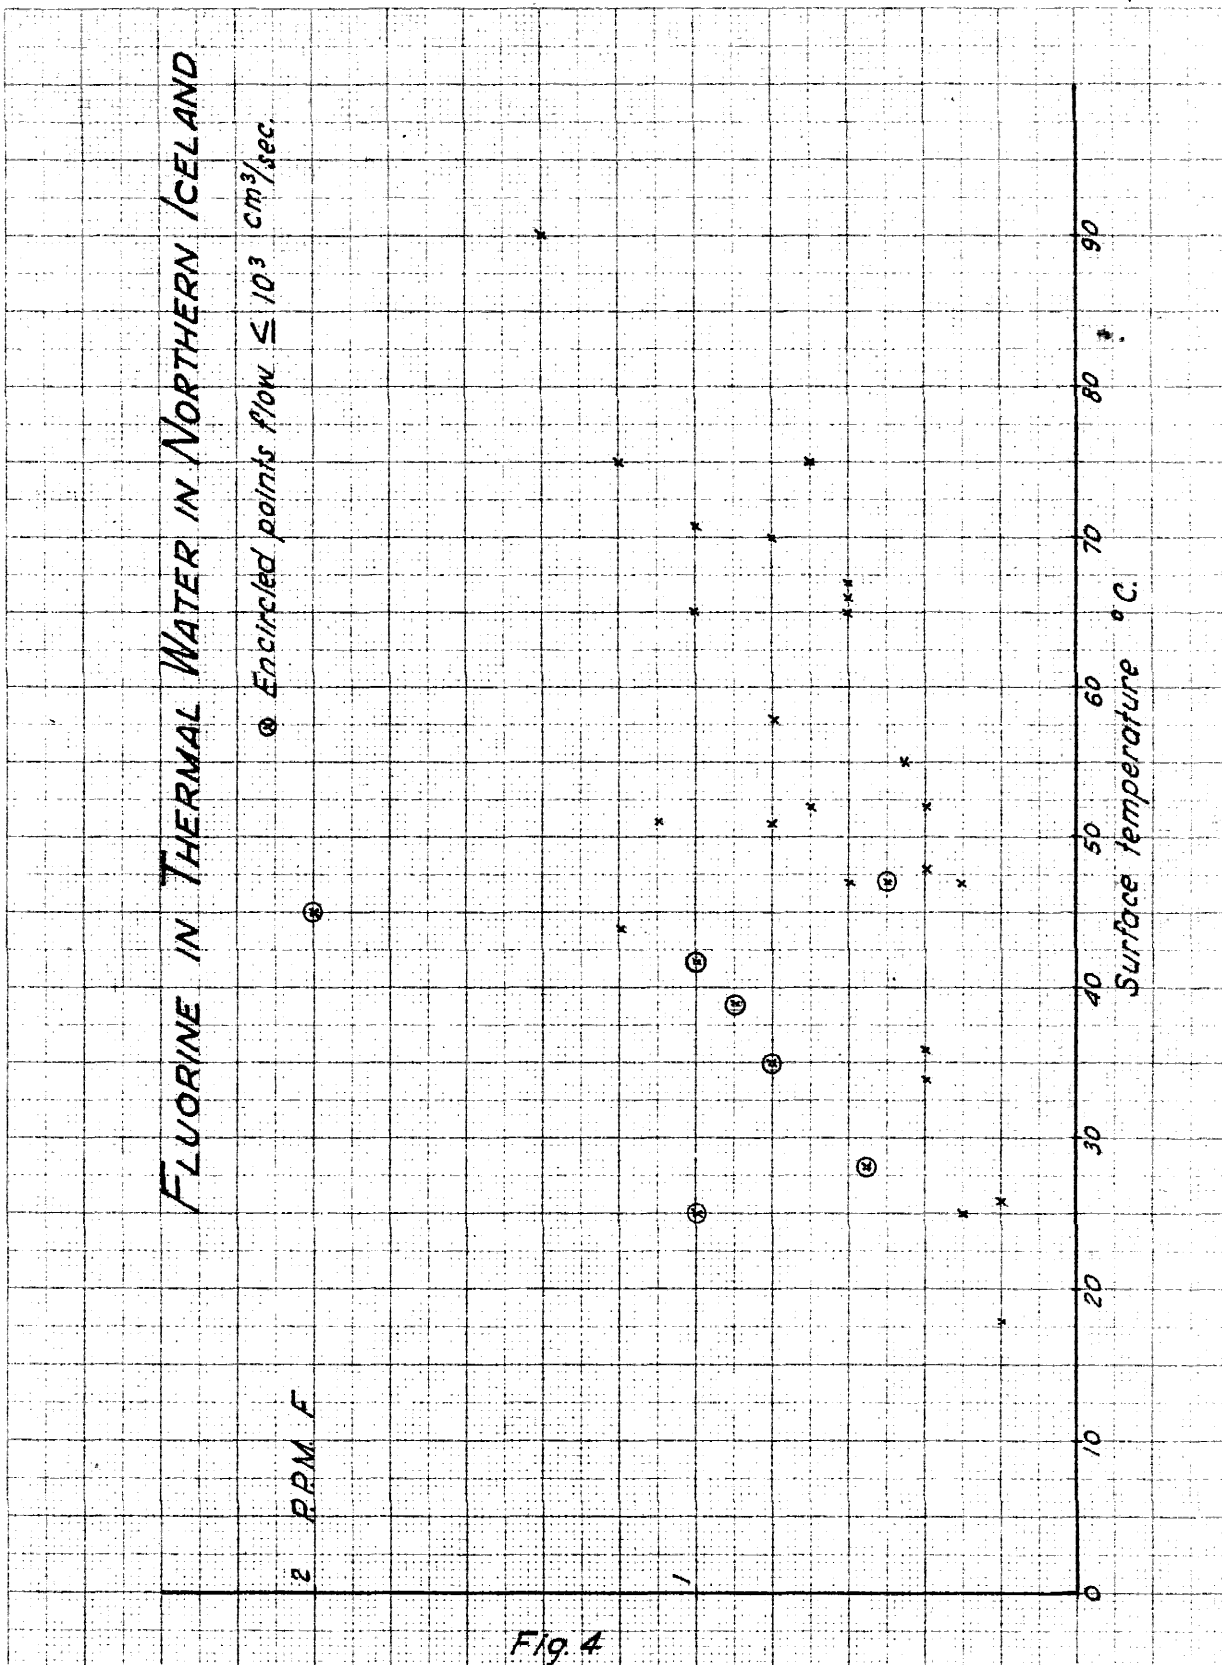 FLUORINE IN THERMAL WATER IN NORTHERN ICELAND
Encircled points flow ≤ 10³ cm³/sec.
2 P.P.M. F
1
0 10 20 30 40 50 60 70 80 90
Surface temperature °C.
Fig. 4